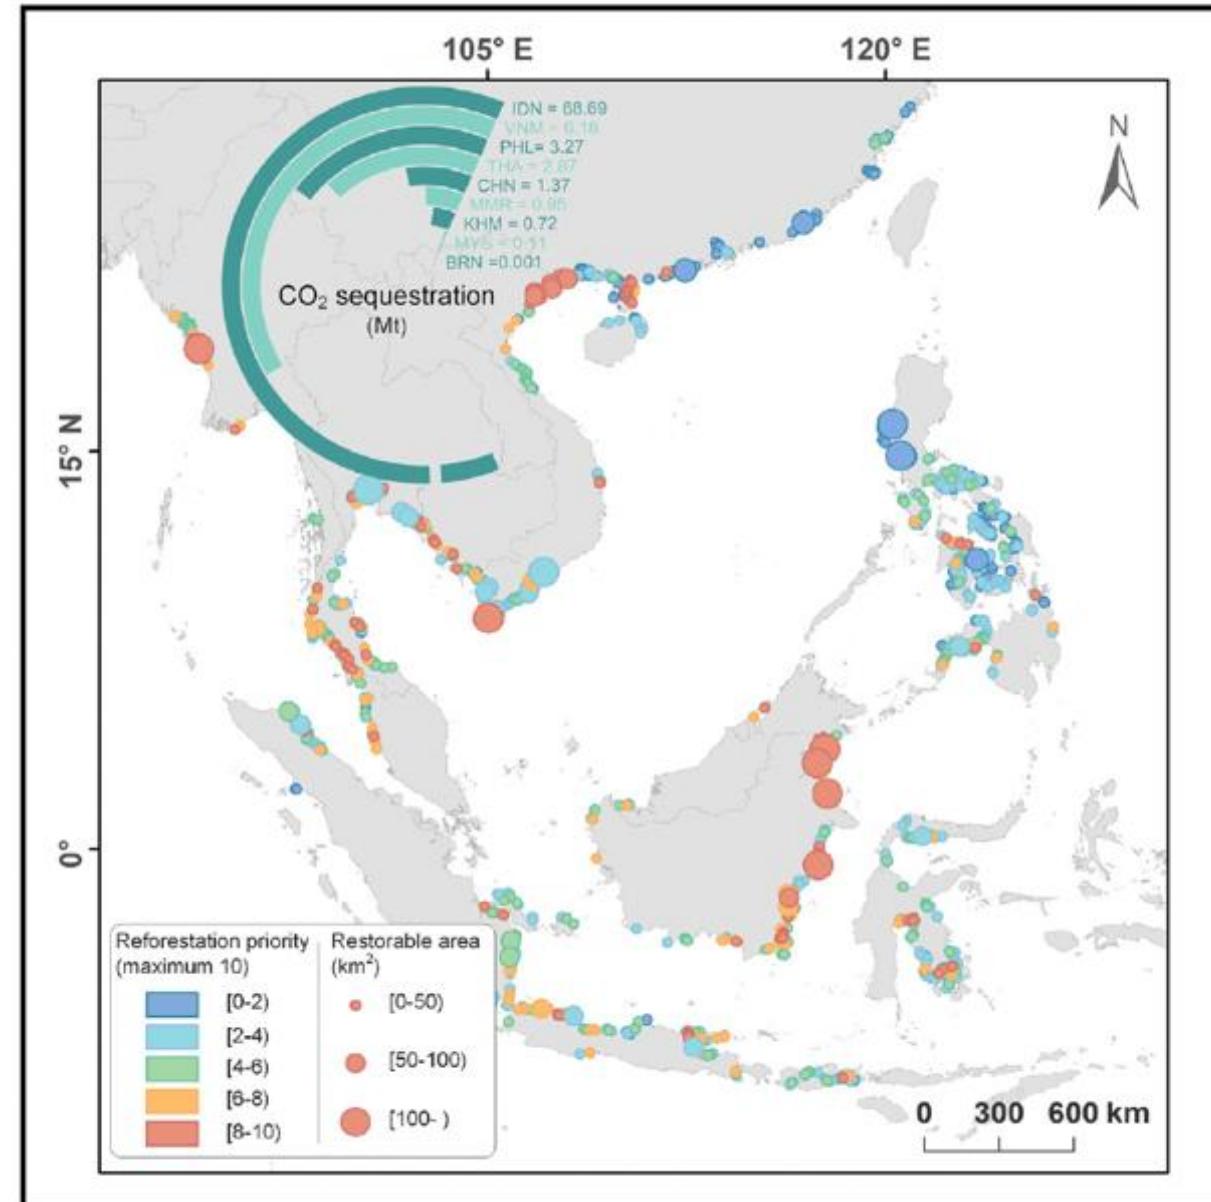 105° E 120° E
N
IDN = 68.69
VNM = 6.18
PHL= 3.27
THA = 2.87
CHN = 1.37
MMR = 0.95
KHM = 0.72
MYS = 0.11
BRN =0.001
CO₂ sequestration
(Mt)
15° N
0°
Reforestation priority
(maximum 10)
[0-2)
[2-4)
[4-6)
[6-8)
[8-10)
Restorable area
(km²)
[0-50)
[50-100)
[100- )
0 300 600 km